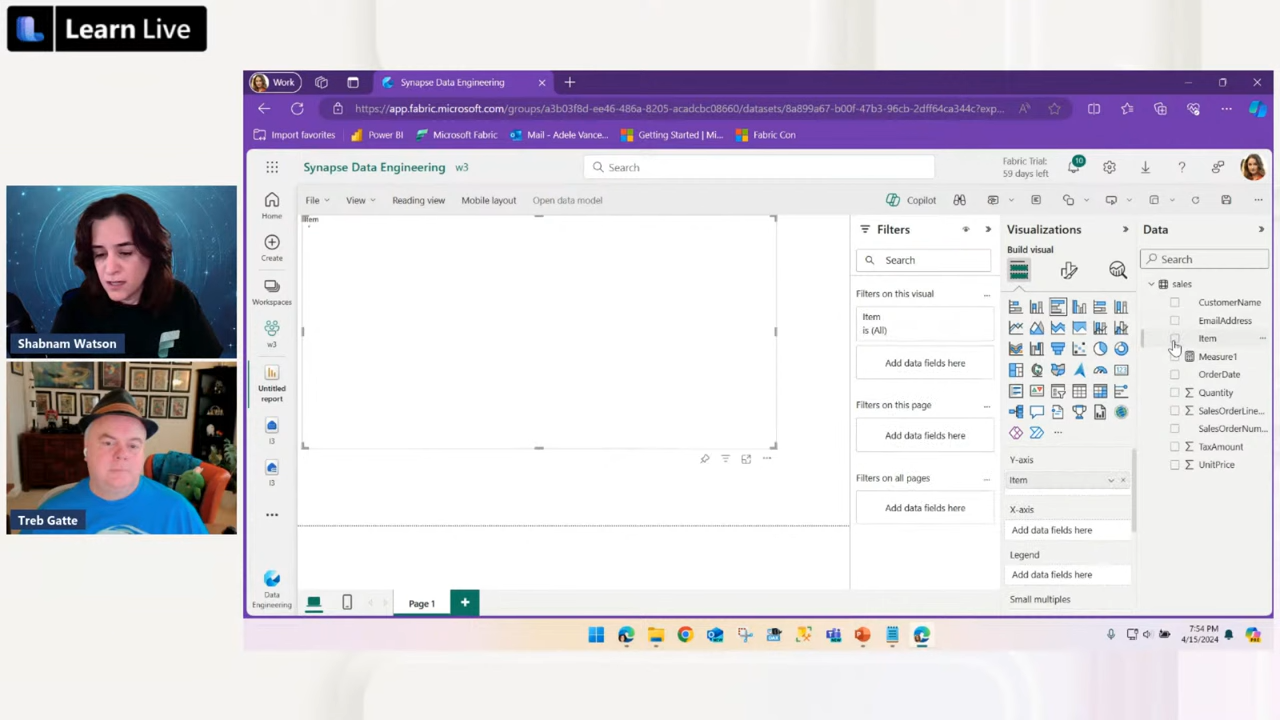 Learn Live
Work
Synapse Data Engineering
https://app.fabric.microsoft.com/groups/a3b03f8d-ee46-486a-8205-acadcbc08660/datasets/8a899a67-b00f-47b3-96cb-2dff64ca344c?exp...
Import favorites
Power BI
Microsoft Fabric
Mail - Adele Vance...
Getting Started | Mi...
Fabric Con
Synapse Data Engineering w3
Search
Fabric Trial:
59 days left
10
File
View
Reading view
Mobile layout
Open data model
Copilot
Home
Create
Workspaces
w3
Untitled
report
l3
l3
Data
Engineering
Item
Filters
Search
Filters on this visual
Item
is (All)
Add data fields here
Filters on this page
Add data fields here
Filters on all pages
Add data fields here
Visualizations
Build visual
Y-axis
Item
X-axis
Add data fields here
Legend
Add data fields here
Small multiples
Data
Search
sales
CustomerName
EmailAddress
Item
Measure1
OrderDate
Quantity
SalesOrderLine...
SalesOrderNum...
TaxAmount
UnitPrice
Page 1
7:54 PM
4/15/2024
Shabnam Watson
Treb Gatte